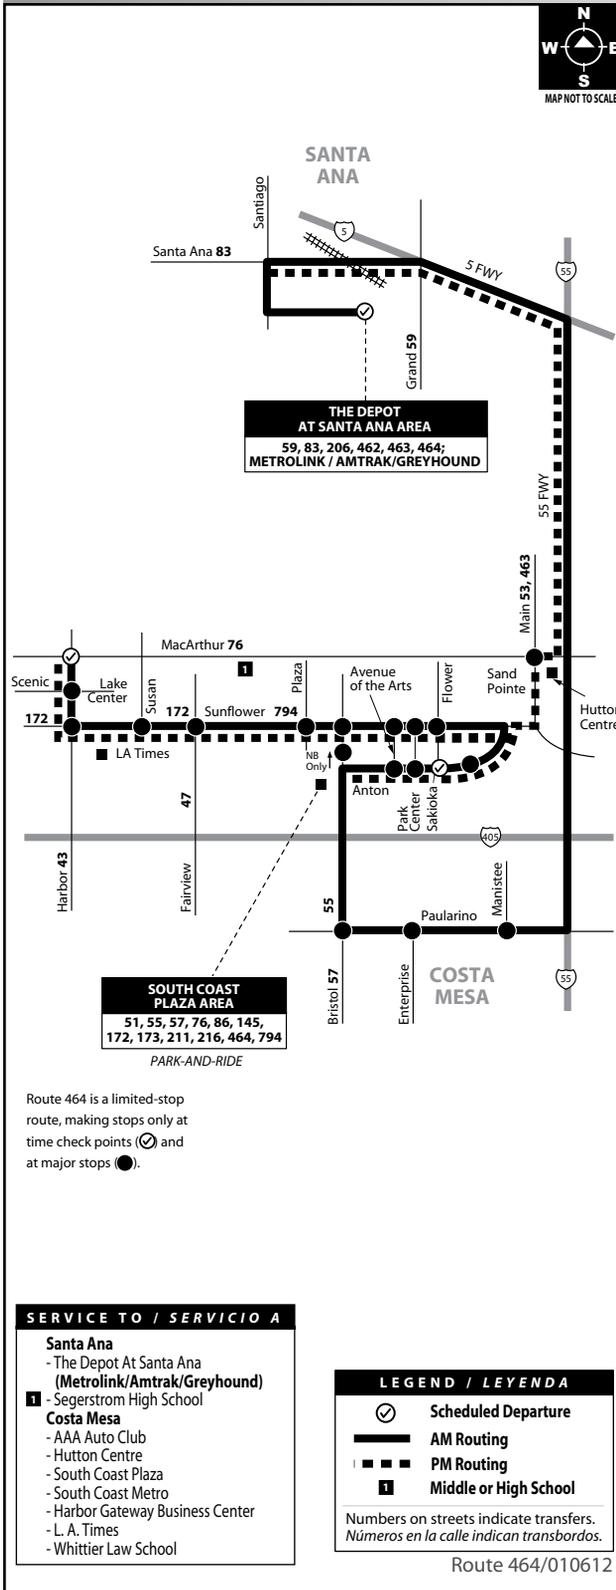 N
W E
S
MAP NOT TO SCALE
SANTA
ANA
Santiago
5
Santa Ana 83
5 FWY
55
Grand 59
THE DEPOT
AT SANTA ANA AREA
59, 83, 206, 462, 463, 464;
METROLINK / AMTRAK/GREYHOUND
55 FWY
Main 53, 463
MacArthur 76
1
Scenic
Lake
Center
Susan
Plaza
Avenue
of the Arts
Flower
Sand
Pointe
Hutton
Centre
172
172 Sunflower 794
LA Times
NB
Only
Anton
Park
Center
Sakioka
47
405
Harbor 43
Fairview
55
Manistee
Paularino
Bristol 57
Enterprise
COSTA
MESA
55
SOUTH COAST
PLAZA AREA
51, 55, 57, 76, 86, 145,
172, 173, 211, 216, 464, 794
PARK-AND-RIDE
Route 464 is a limited-stop
route, making stops only at
time check points (✓) and
at major stops (●).
SERVICE TO / SERVICIO A
Santa Ana
- The Depot At Santa Ana
(Metrolink/Amtrak/Greyhound)
1 - Segerstrom High School
Costa Mesa
- AAA Auto Club
- Hutton Centre
- South Coast Plaza
- South Coast Metro
- Harbor Gateway Business Center
- L. A. Times
- Whittier Law School
LEGEND / LEYENDA
Scheduled Departure
AM Routing
PM Routing
1 Middle or High School
Numbers on streets indicate transfers.
Números en la calle indican transbordos.
Route 464/010612